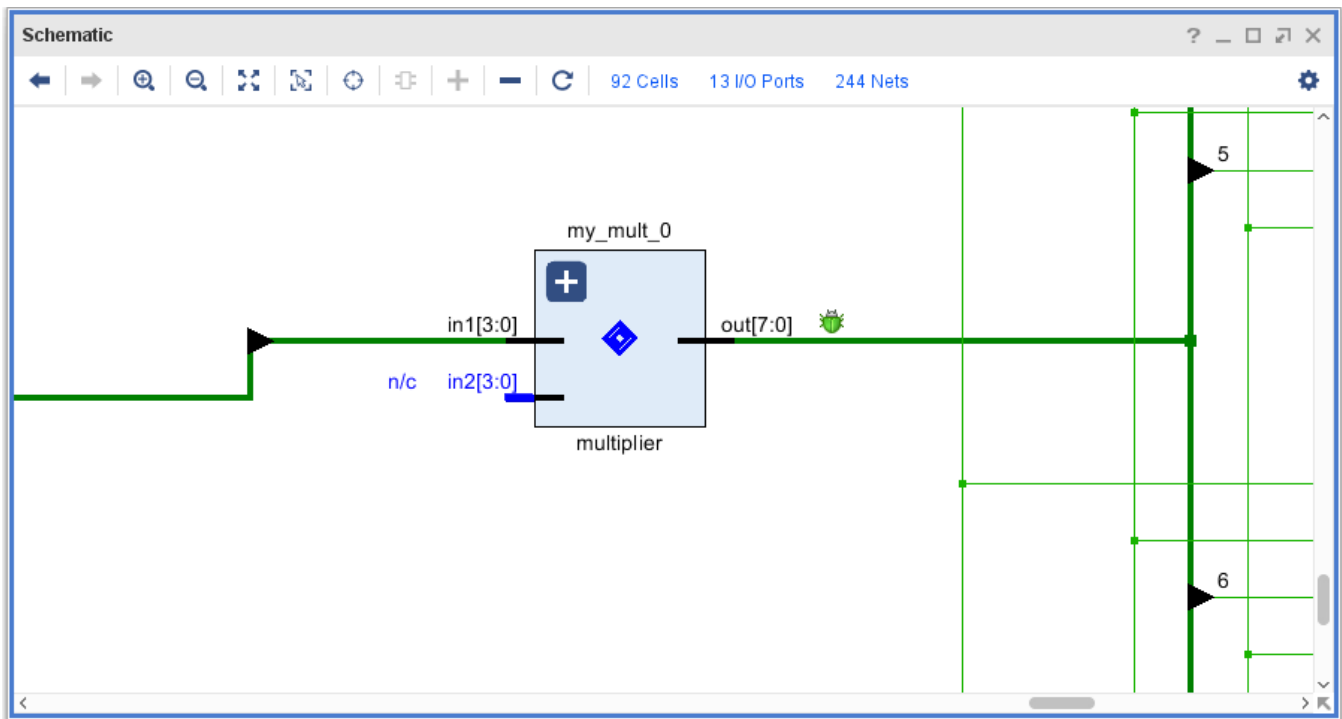 Schematic
92 Cells 13 I/O Ports 244 Nets
5
my_mult_0
in1[3:0] out[7:0]
n/c in2[3:0]
multiplier
6